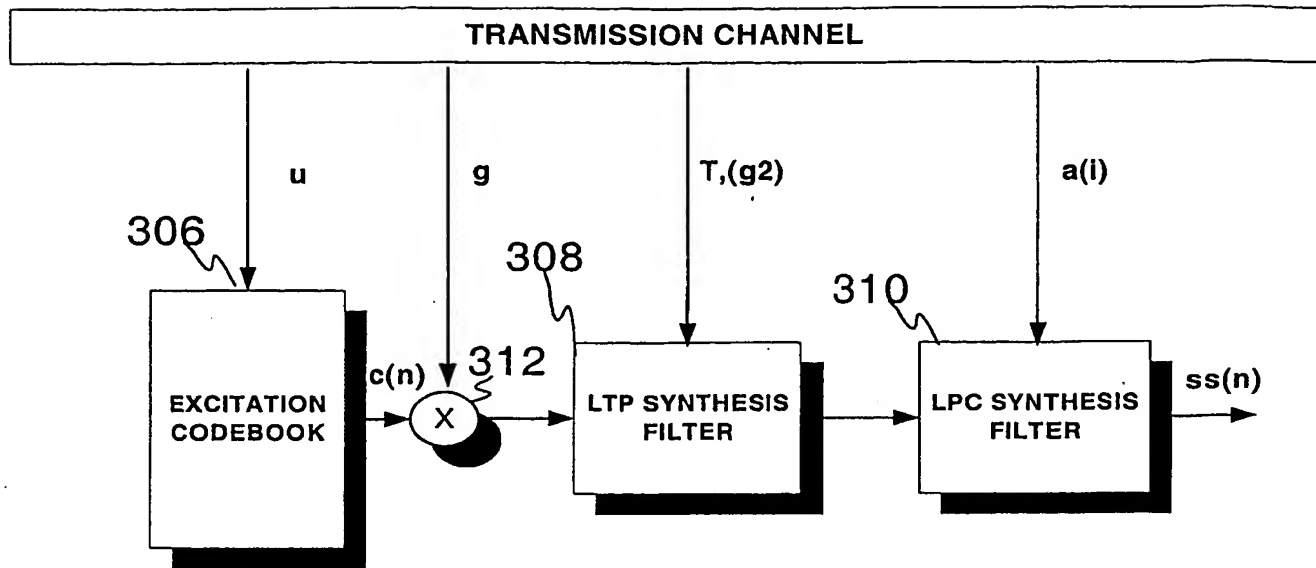 TRANSMISSION CHANNEL
u
g
T,(g2)
a(i)
306
308
310
c(n)
312
ss(n)
EXCITATION
CODEBOOK
X
LTP SYNTHESIS
FILTER
LPC SYNTHESIS
FILTER